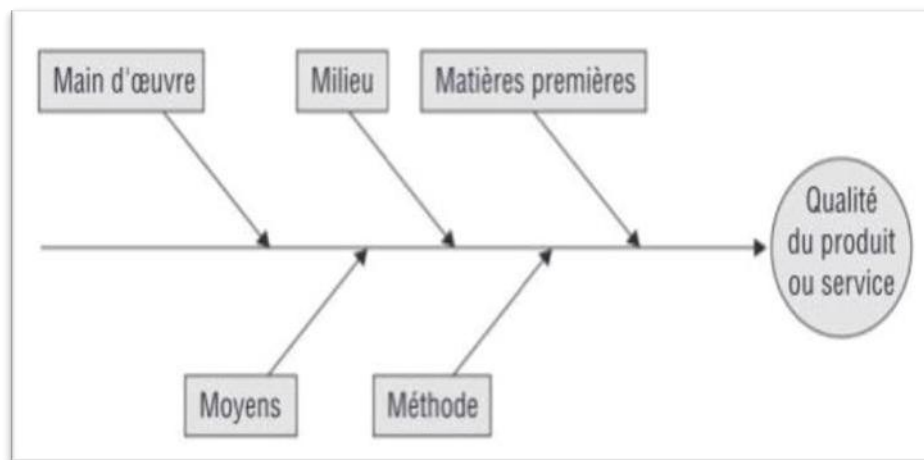 Main d'œuvre
Milieu
Matières premières
Qualité
du produit
ou service
Moyens
Méthode